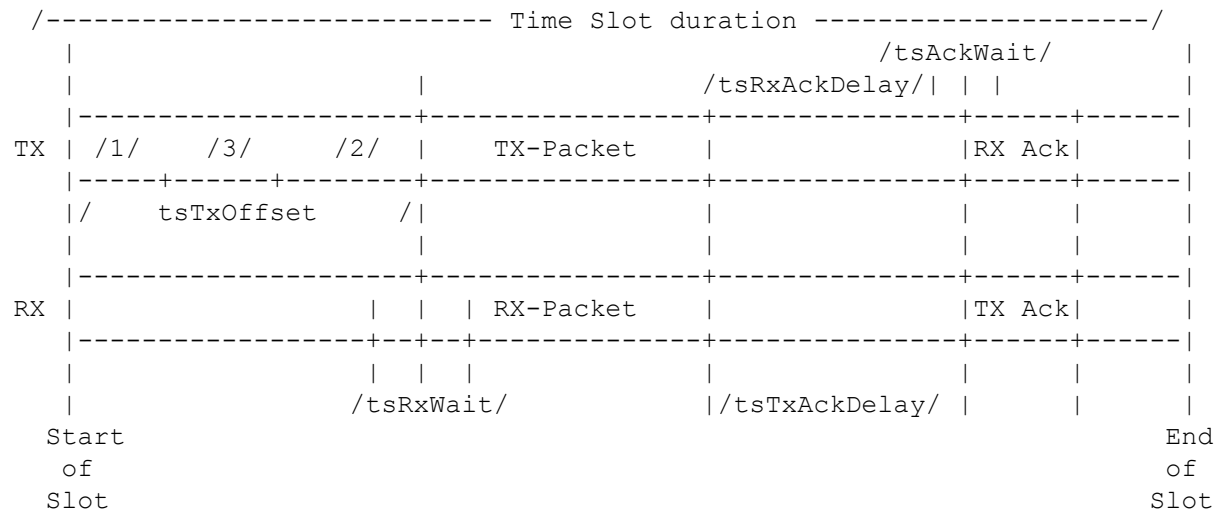 /---------------------------- Time Slot duration ---------------------/
/tsAckWait/
/tsRxAckDelay/
TX /1/ /3/ /2/ TX-Packet RX Ack
/ tsTxOffset /
RX RX-Packet TX Ack
/tsRxWait/ /tsTxAckDelay/
Start End
of of
Slot Slot